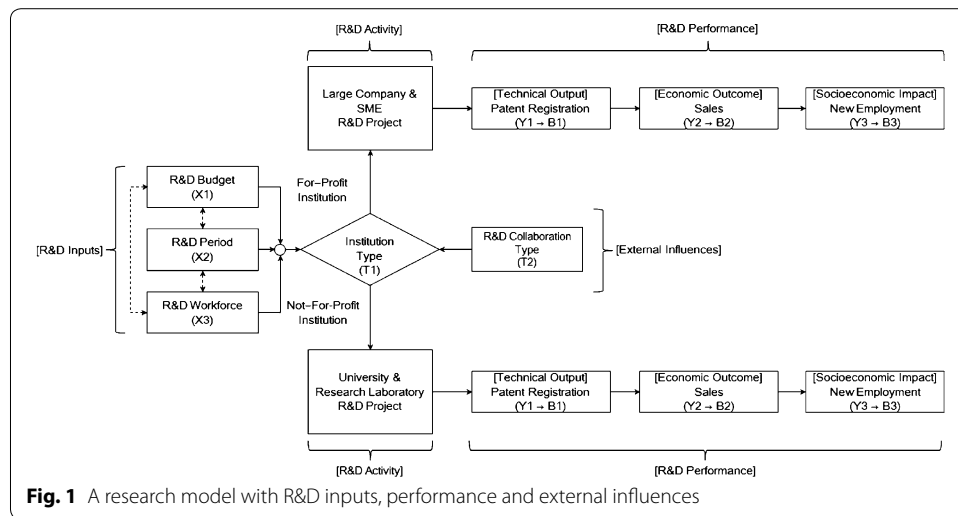 [R&D Activity]
[R&D Performance]
Large Company &
SME
R&D Project
[Technical Output]
Patent Registration
(Y1 → B1)
[Economic Outcome]
Sales
(Y2 → B2)
[Socioeconomic Impact]
New Employment
(Y3 → B3)
For–Profit
Institution
[R&D Inputs]
R&D Budget
(X1)
R&D Period
(X2)
R&D Workforce
(X3)
Institution
Type
(T1)
R&D Collaboration
Type
(T2)
[External Influences]
Not–For-Profit
Institution
University &
Research Laboratory
R&D Project
[Technical Output]
Patent Registration
(Y1 → B1)
[Economic Outcome]
Sales
(Y2 → B2)
[Socioeconomic Impact]
New Employment
(Y3 → B3)
[R&D Activity]
[R&D Performance]
Fig. 1 A research model with R&D inputs, performance and external influences